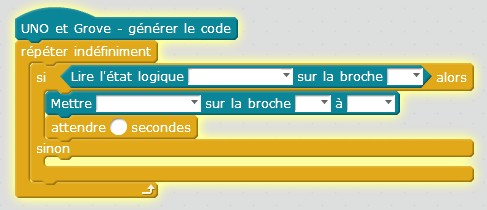 UNO et Grove - générer le code
répéter indéfiniment
si Lire l'état logique sur la broche alors
Mettre sur la broche à
attendre secondes
sinon